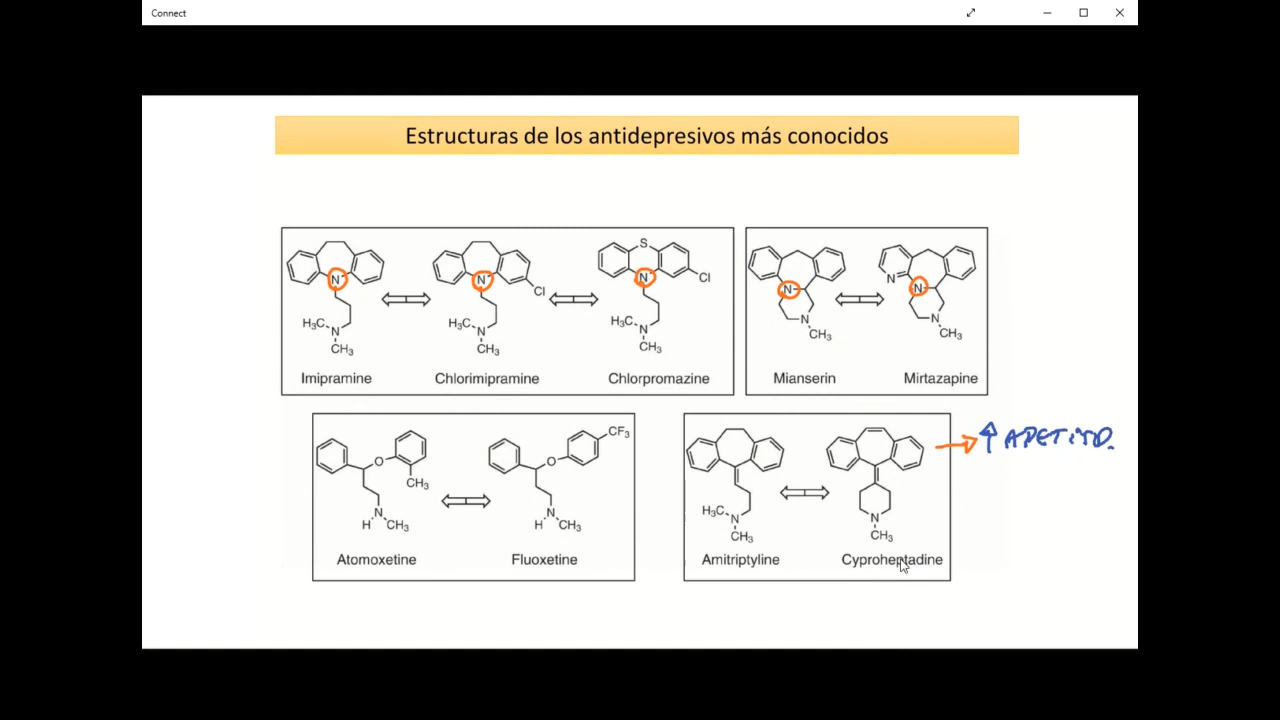 Connect
Estructuras de los antidepresivos más conocidos
N
H₃C
N
CH₃
Imipramine
N
Cl
H₃C
N
CH₃
Chlorimipramine
S
N
Cl
H₃C
N
CH₃
Chlorpromazine
N
N
CH₃
Mianserin
N
N
N
CH₃
Mirtazapine
O
CH₃
N
H
CH₃
Atomoxetine
CF₃
O
N
H
CH₃
Fluoxetine
H₃C
N
CH₃
Amitriptyline
N
CH₃
Cyproheptadine
↑ APETITO.